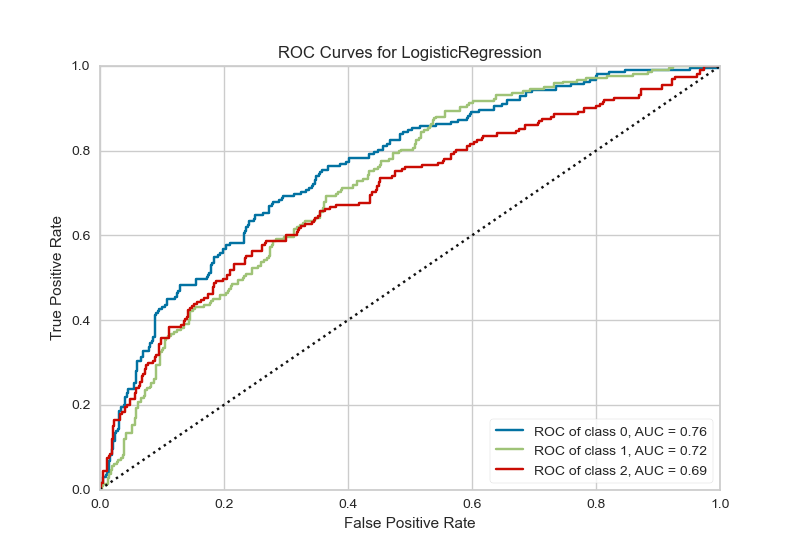 ROC Curves for LogisticRegression
1.0
0.8
0.6
0.4
0.2
0.0
True Positive Rate
ROC of class 0, AUC = 0.76
ROC of class 1, AUC = 0.72
ROC of class 2, AUC = 0.69
0.0 0.2 0.4 0.6 0.8 1.0
False Positive Rate